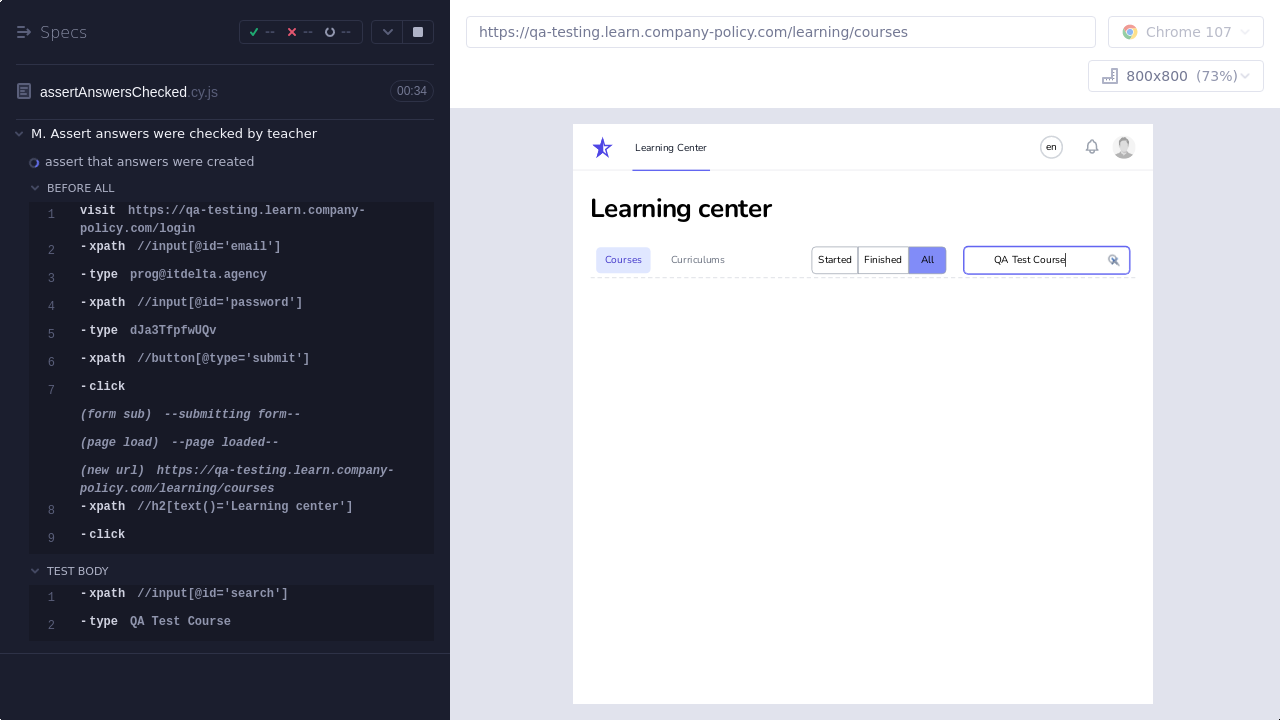 Specs
--
--
--
assertAnswersChecked.cy.js
00:34
M. Assert answers were checked by teacher
assert that answers were created
BEFORE ALL
1 visit https://qa-testing.learn.company-
policy.com/login
2 -xpath //input[@id='email']
3 -type prog@itdelta.agency
4 -xpath //input[@id='password']
5 -type dJa3TfpfwUQv
6 -xpath //button[@type='submit']
7 -click
(form sub) --submitting form--
(page load) --page loaded--
(new url) https://qa-testing.learn.company-
policy.com/learning/courses
8 -xpath //h2[text()='Learning center']
9 -click
TEST BODY
1 -xpath //input[@id='search']
2 -type QA Test Course
https://qa-testing.learn.company-policy.com/learning/courses
Chrome 107
800x800 (73%)
Learning Center
en
Learning center
Courses
Curriculums
Started
Finished
All
QA Test Course